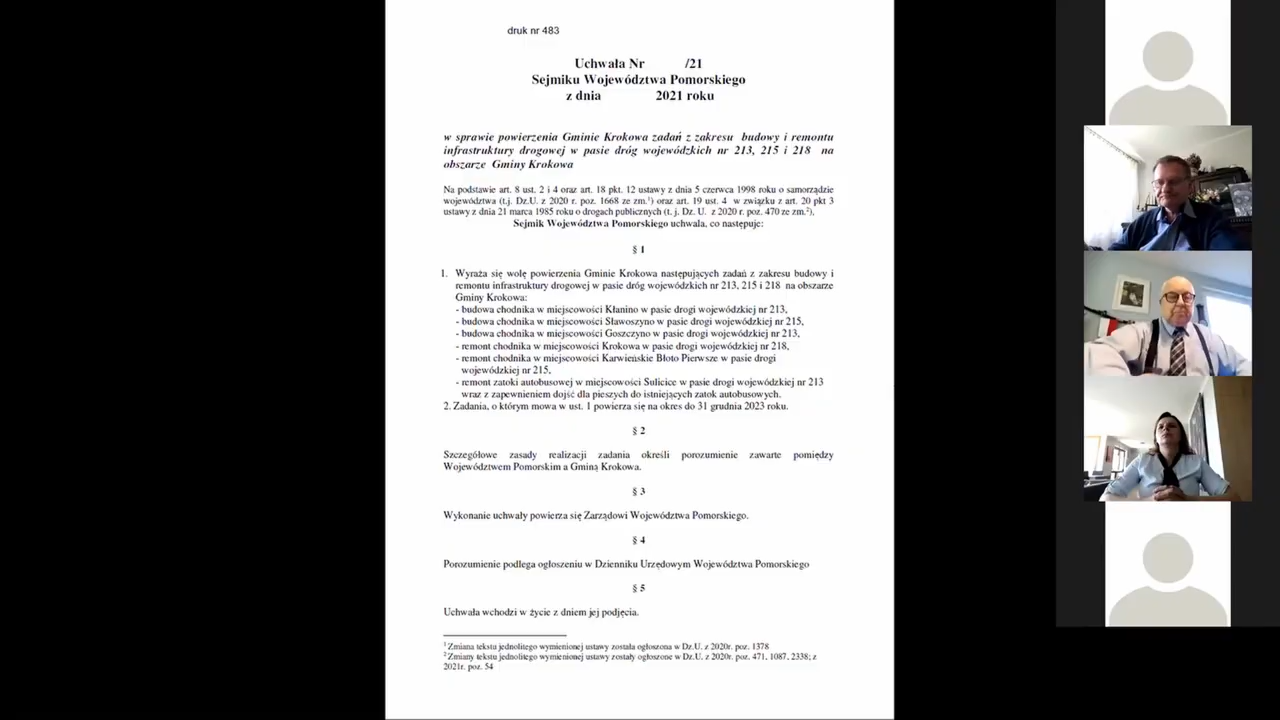 druk nr 483
Uchwała Nr /21
Sejmiku Województwa Pomorskiego
z dnia 2021 roku
w sprawie powierzenia Gminie Krokowa zadań z zakresu budowy i remontu
infrastruktury drogowej w pasie dróg wojewódzkich nr 213, 215 i 218 na
obszarze Gminy Krokowa
Na podstawie art. 8 ust. 2 i 4 oraz art. 18 pkt. 12 ustawy z dnia 5 czerwca 1998 roku o samorządzie
województwa (t.j. Dz.U. z 2020 r. poz. 1668 ze zm.¹) oraz art. 19 ust. 4 w związku z art. 20 pkt 3
ustawy z dnia 21 marca 1985 roku o drogach publicznych (t. j. Dz. U. z 2020 r. poz. 470 ze zm.²),
Sejmik Województwa Pomorskiego uchwala, co następuje:
§ 1
1. Wyraża się wolę powierzenia Gminie Krokowa następujących zadań z zakresu budowy i
remontu infrastruktury drogowej w pasie dróg wojewódzkich nr 213, 215 i 218 na obszarze
Gminy Krokowa:
- budowa chodnika w miejscowości Kłanino w pasie drogi wojewódzkiej nr 213,
- budowa chodnika w miejscowości Sławoszyno w pasie drogi wojewódzkiej nr 215,
- budowa chodnika w miejscowości Goszczyno w pasie drogi wojewódzkiej nr 213,
- remont chodnika w miejscowości Krokowa w pasie drogi wojewódzkiej nr 218,
- remont chodnika w miejscowości Karwieńskie Błoto Pierwsze w pasie drogi
wojewódzkiej nr 215,
- remont zatoki autobusowej w miejscowości Sulicice w pasie drogi wojewódzkiej nr 213
wraz z zapewnieniem dojść dla pieszych do istniejących zatok autobusowych.
2. Zadania, o którym mowa w ust. 1 powierza się na okres do 31 grudnia 2023 roku.
§ 2
Szczegółowe zasady realizacji zadania określi porozumienie zawarte pomiędzy
Województwem Pomorskim a Gminą Krokowa.
§ 3
Wykonanie uchwały powierza się Zarządowi Województwa Pomorskiego.
§ 4
Porozumienie podlega ogłoszeniu w Dzienniku Urzędowym Województwa Pomorskiego
§ 5
Uchwała wchodzi w życie z dniem jej podjęcia.
¹ Zmiana tekstu jednolitego wymienionej ustawy została ogłoszona w Dz.U. z 2020r. poz. 1378
² Zmiany tekstu jednolitego wymienionej ustawy zostały ogłoszone w Dz.U. z 2020r. poz. 471, 1087, 2338; z
2021r. poz. 54